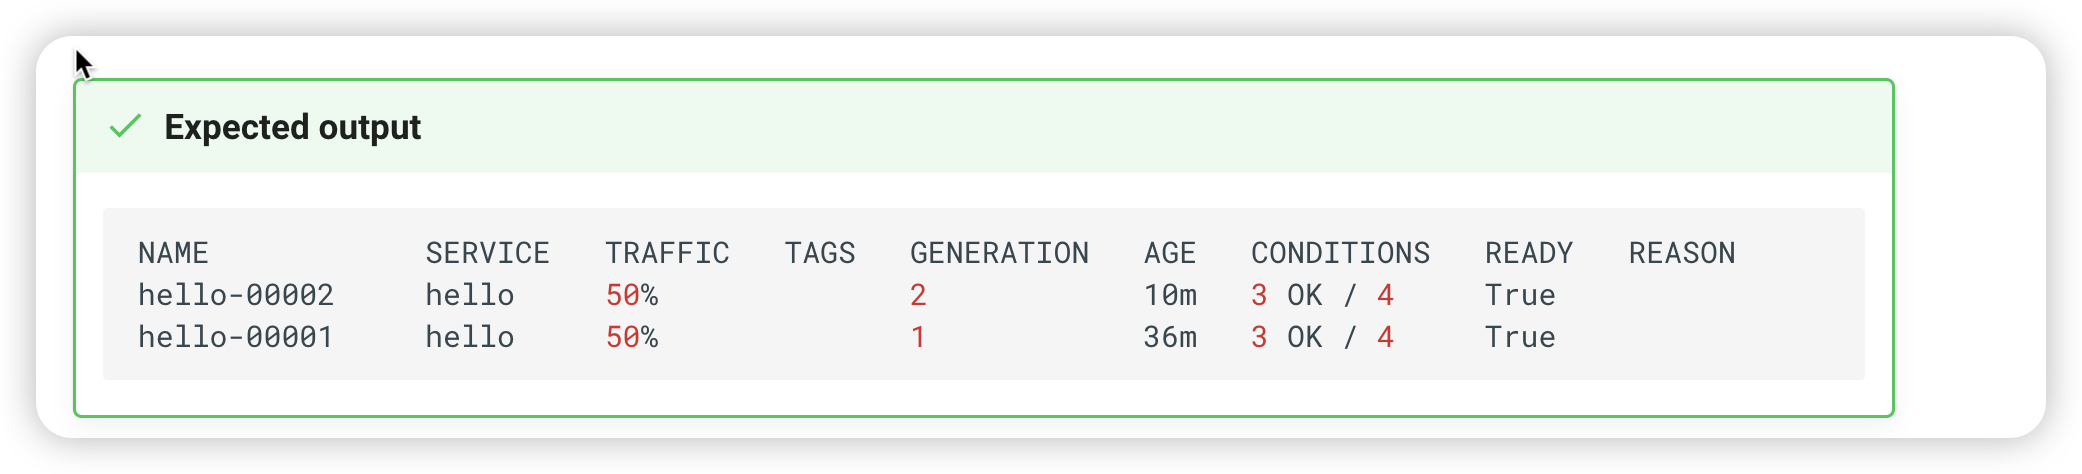 Expected output
NAME            SERVICE   TRAFFIC   TAGS   GENERATION   AGE   CONDITIONS   READY   REASON
hello-00002     hello     50%              2            10m   3 OK / 4     True
hello-00001     hello     50%              1            36m   3 OK / 4     True